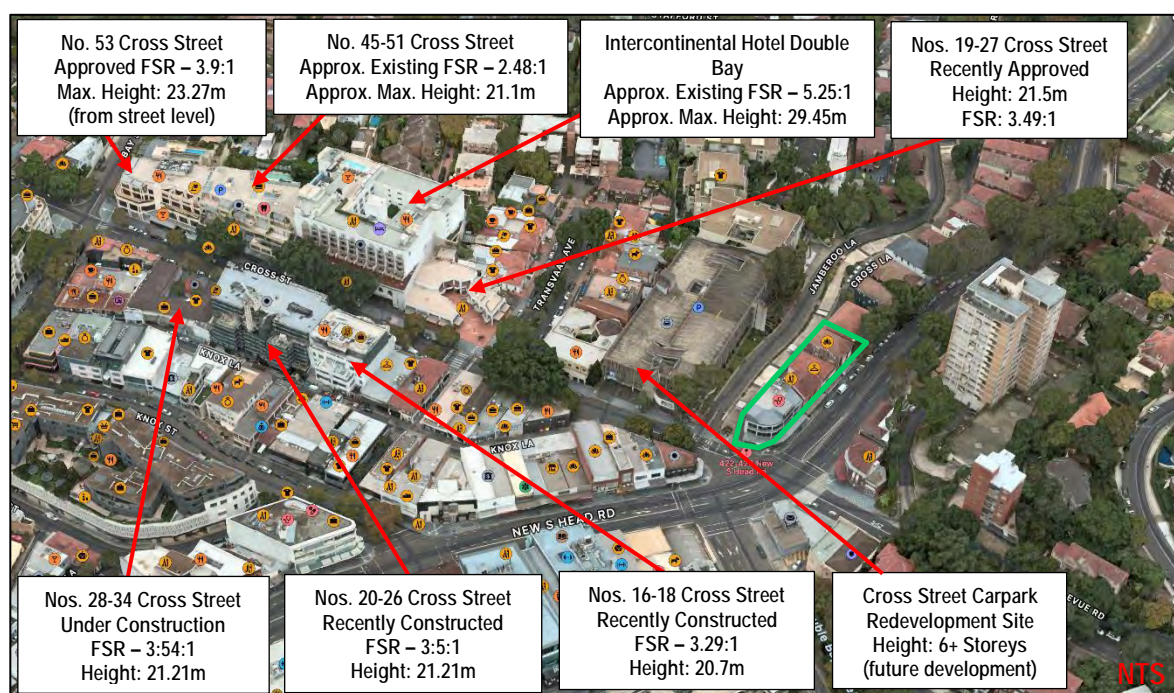 STAFFORD ST
No. 53 Cross Street
Approved FSR – 3.9:1
Max. Height: 23.27m
(from street level)
No. 45-51 Cross Street
Approx. Existing FSR – 2.48:1
Approx. Max. Height: 21.1m
Intercontinental Hotel Double
Bay
Approx. Existing FSR – 5.25:1
Approx. Max. Height: 29.45m
Nos. 19-27 Cross Street
Recently Approved
Height: 21.5m
FSR: 3.49:1
BAY
CROSS ST
TRANSVAAL AVE
JAMBEROO LA
CROSS LA
KNOX LA
KNOX ST
KNOX LA
NEW S HEAD RD
Nos. 28-34 Cross Street
Under Construction
FSR – 3:54:1
Height: 21.21m
Nos. 20-26 Cross Street
Recently Constructed
FSR – 3:5:1
Height: 21.21m
Nos. 16-18 Cross Street
Recently Constructed
FSR – 3.29:1
Height: 20.7m
Cross Street Carpark
Redevelopment Site
Height: 6+ Storeys
(future development)
EVUE RD
NTS